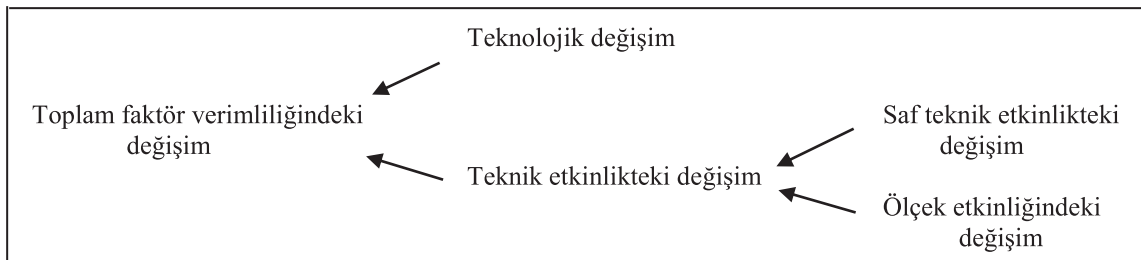 Teknolojik değişim
Toplam faktör verimliliğindeki
değişim
Teknik etkinlikteki değişim
Saf teknik etkinlikteki
değişim
Ölçek etkinliğindeki
değişim